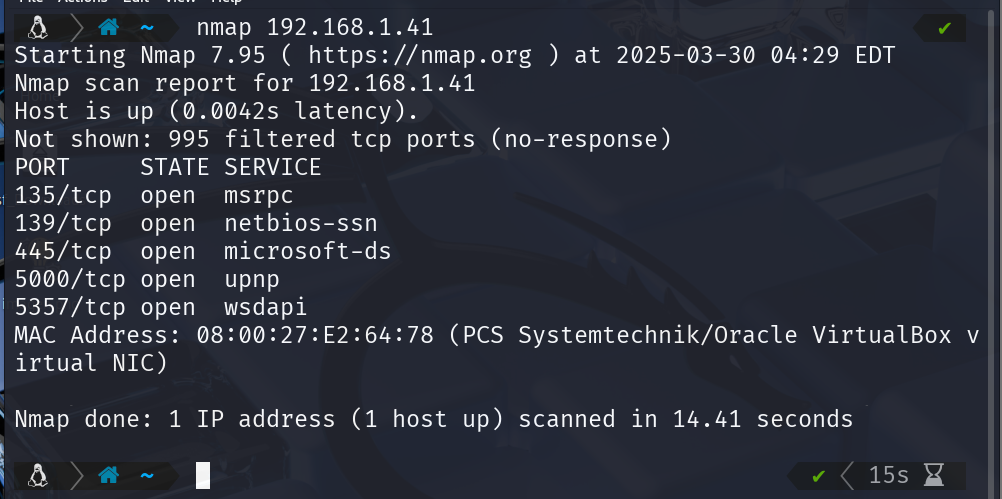 ~ nmap 192.168.1.41 ✔
Starting Nmap 7.95 ( https://nmap.org ) at 2025-03-30 04:29 EDT
Nmap scan report for 192.168.1.41
Host is up (0.0042s latency).
Not shown: 995 filtered tcp ports (no-response)
PORT     STATE SERVICE
135/tcp  open  msrpc
139/tcp  open  netbios-ssn
445/tcp  open  microsoft-ds
5000/tcp open  upnp
5357/tcp open  wsdapi
MAC Address: 08:00:27:E2:64:78 (PCS Systemtechnik/Oracle VirtualBox v
irtual NIC)
Nmap done: 1 IP address (1 host up) scanned in 14.41 seconds
~ ✔ 15s